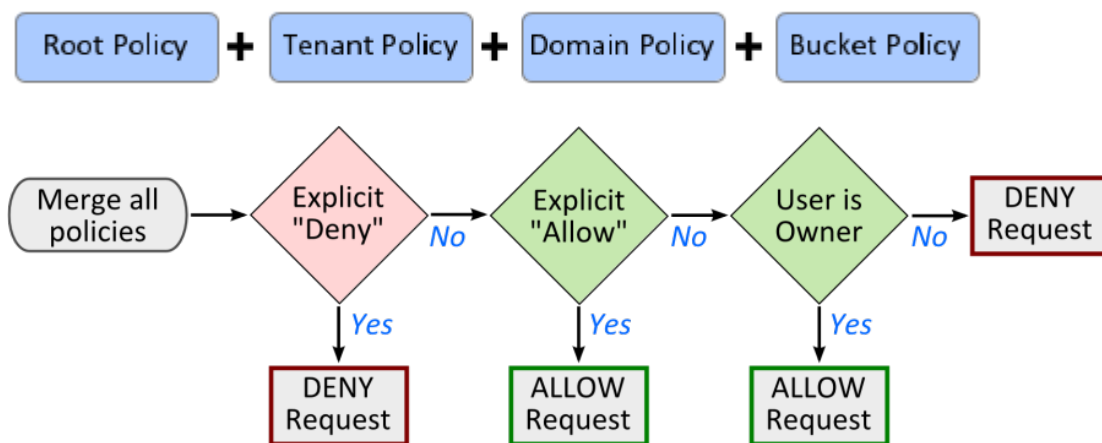 Root Policy + Tenant Policy + Domain Policy + Bucket Policy
Merge all
policies
Explicit
"Deny"
No
Explicit
"Allow"
No
User is
Owner
No
DENY
Request
Yes
Yes
Yes
DENY
Request
ALLOW
Request
ALLOW
Request